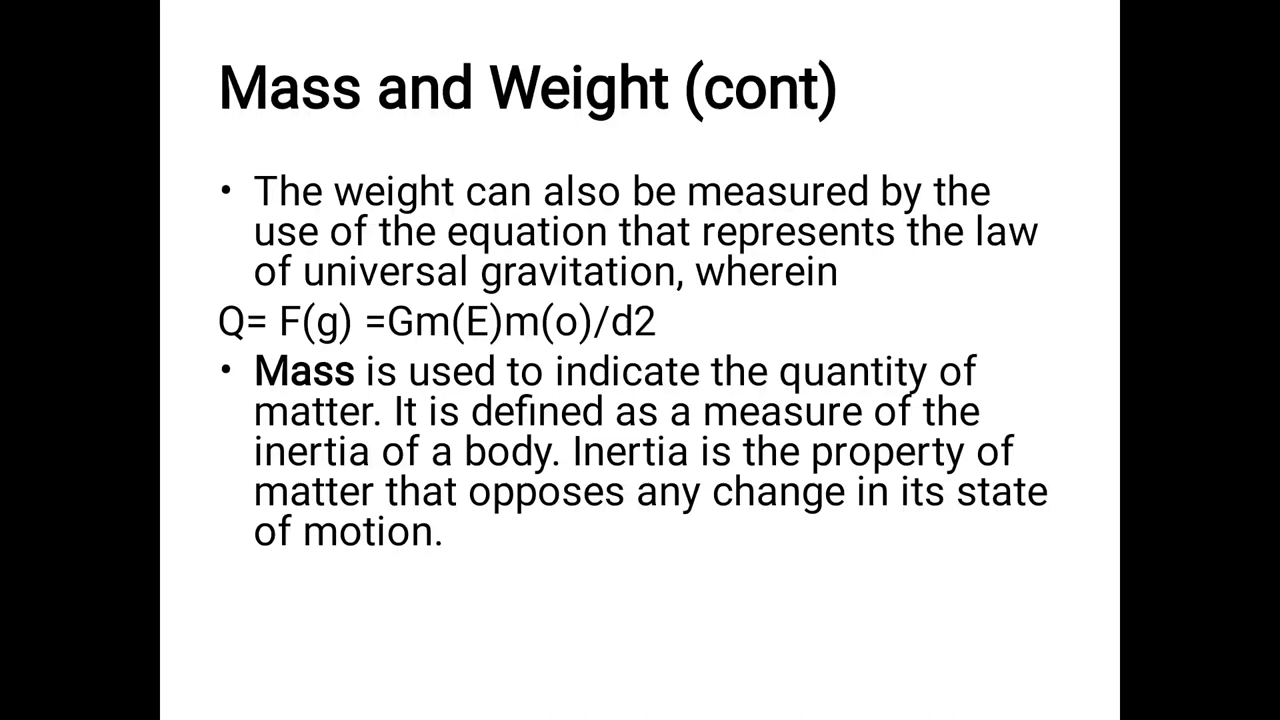 Mass and Weight (cont)
• The weight can also be measured by the
use of the equation that represents the law
of universal gravitation, wherein
Q= F(g) =Gm(E)m(o)/d2
• Mass is used to indicate the quantity of
matter. It is defined as a measure of the
inertia of a body. Inertia is the property of
matter that opposes any change in its state
of motion.